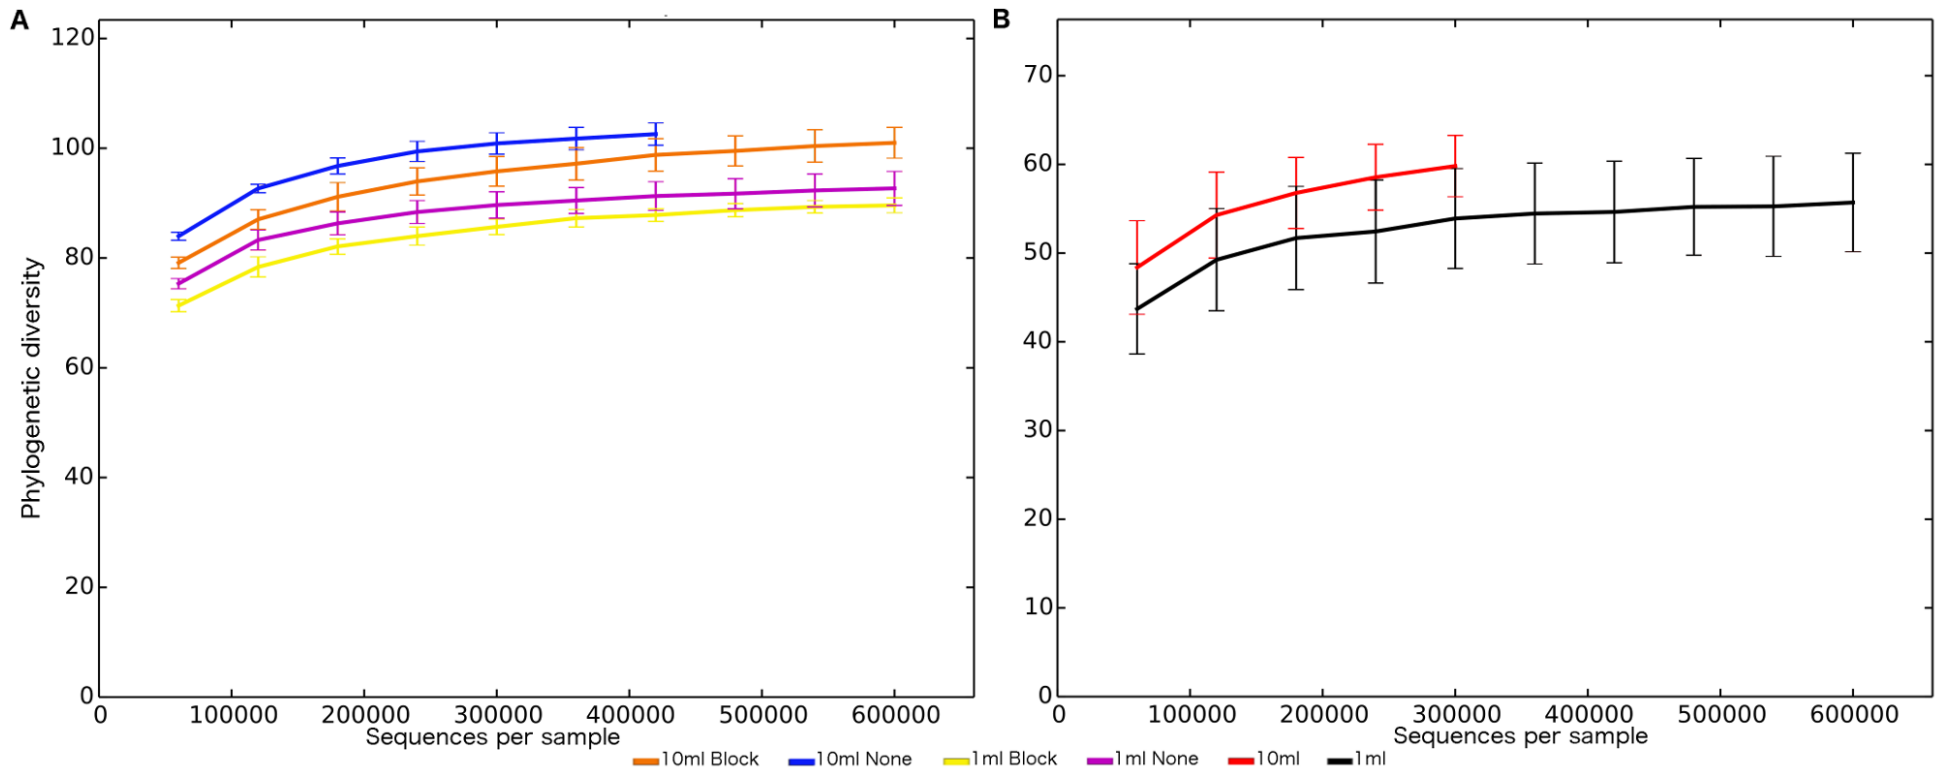 A
B
120
100
80
60
40
20
0
Phylogenetic diversity
0 100000 200000 300000 400000 500000 600000
Sequences per sample
70
60
50
40
30
20
10
0
0 100000 200000 300000 400000 500000 600000
Sequences per sample
10ml Block 10ml None 1ml Block 1ml None 10ml 1ml